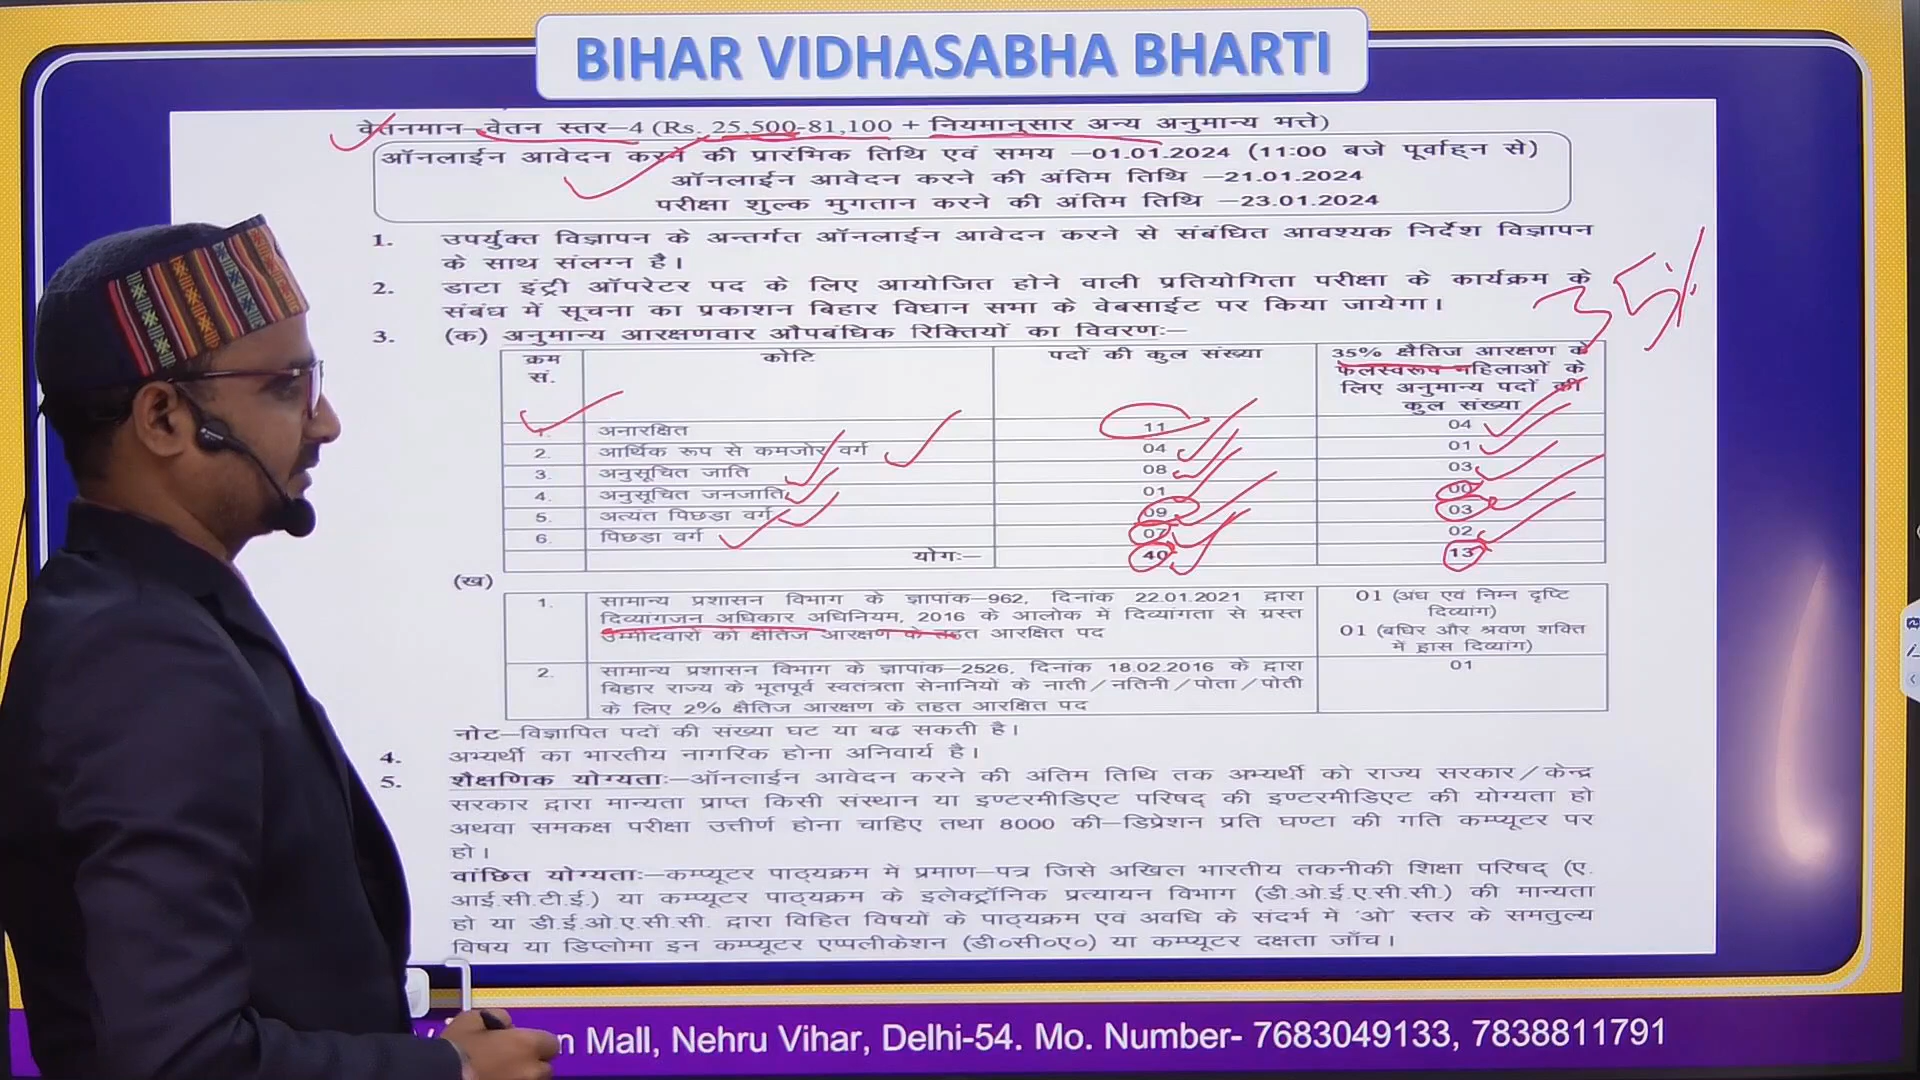 BIHAR VIDHASABHA BHARTI
वेतनमान–वेतन स्तर–4 (Rs. 25,500-81,100 + नियमानुसार अन्य अनुमान्य भत्ते)
ऑनलाईन आवेदन करने की प्रारंभिक तिथि एवं समय –01.01.2024 (11:00 बजे पूर्वाह्न से)
ऑनलाईन आवेदन करने की अंतिम तिथि –21.01.2024
परीक्षा शुल्क भुगतान करने की अंतिम तिथि –23.01.2024
1. उपर्युक्त विज्ञापन के अन्तर्गत ऑनलाईन आवेदन करने से संबंधित आवश्यक निर्देश विज्ञापन
के साथ संलग्न है।
2. डाटा इंट्री ऑपरेटर पद के लिए आयोजित होने वाली प्रतियोगिता परीक्षा के कार्यक्रम के
संबंध में सूचना का प्रकाशन बिहार विधान सभा के वेबसाईट पर किया जायेगा।
35%
3. (क) अनुमान्य आरक्षणवार औपबंधिक रिक्तियों का विवरण:–
क्रम सं. कोटि पदों की कुल संख्या 35% क्षैतिज आरक्षण के
फलस्वरूप महिलाओं के
लिए अनुमान्य पदों की
कुल संख्या
1. अनारक्षित 11 04
2. आर्थिक रूप से कमजोर वर्ग 04 01
3. अनुसूचित जाति 08 03
4. अनुसूचित जनजाति 01 00
5. अत्यंत पिछड़ा वर्ग 09 03
6. पिछड़ा वर्ग 07 02
योग:– 40 13
(ख)
1. सामान्य प्रशासन विभाग के ज्ञापांक–962, दिनांक 22.01.2021 द्वारा
दिव्यांगजन अधिकार अधिनियम, 2016 के आलोक में दिव्यांगता से ग्रस्त
उम्मीदवारों को क्षैतिज आरक्षण के तहत आरक्षित पद
01 (अंध एवं निम्न दृष्टि
दिव्यांग)
01 (बधिर और श्रवण शक्ति
में ह्रास दिव्यांग)
2. सामान्य प्रशासन विभाग के ज्ञापांक–2526, दिनांक 18.02.2016 के द्वारा
बिहार राज्य के भूतपूर्व स्वतंत्रता सेनानियों के नाती/नतिनी/पोता/पोती
के लिए 2% क्षैतिज आरक्षण के तहत आरक्षित पद
01
नोट–विज्ञापित पदों की संख्या घट या बढ़ सकती है।
4. अभ्यर्थी का भारतीय नागरिक होना अनिवार्य है।
5. शैक्षणिक योग्यता:–ऑनलाईन आवेदन करने की अंतिम तिथि तक अभ्यर्थी को राज्य सरकार/केन्द्र
सरकार द्वारा मान्यता प्राप्त किसी संस्थान या इण्टरमीडिएट परिषद् की इण्टरमीडिएट की योग्यता हो
अथवा समकक्ष परीक्षा उत्तीर्ण होना चाहिए तथा 8000 की–डिप्रेशन प्रति घण्टा की गति कम्प्यूटर पर
हो।
वांछित योग्यता:–कम्प्यूटर पाठ्यक्रम में प्रमाण–पत्र जिसे अखिल भारतीय तकनीकी शिक्षा परिषद् (ए.
आई.सी.टी.ई.) या कम्प्यूटर पाठ्यक्रम के इलेक्ट्रॉनिक प्रत्यायन विभाग (डी.ओ.ई.ए.सी.सी.) की मान्यता
हो या डी.ई.ओ.ए.सी.सी. द्वारा विहित विषयों के पाठ्यक्रम एवं अवधि के संदर्भ में 'ओ' स्तर के समतुल्य
विषय या डिप्लोमा इन कम्प्यूटर एप्पलीकेशन (डी०सी०ए०) या कम्प्यूटर दक्षता जाँच।
Mall, Nehru Vihar, Delhi-54. Mo. Number- 7683049133, 7838811791